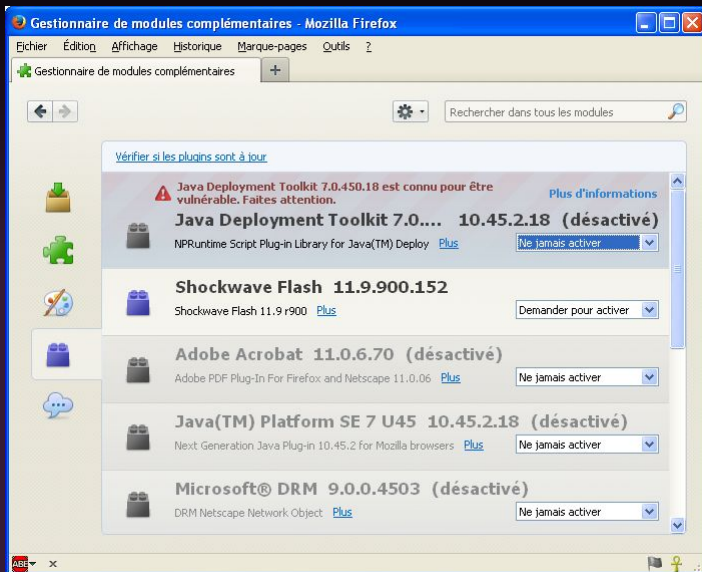 Gestionnaire de modules complémentaires - Mozilla Firefox
Fichier Édition Affichage Historique Marque-pages Outils ?
Gestionnaire de modules complémentaires +
Rechercher dans tous les modules
Vérifier si les plugins sont à jour
Java Deployment Toolkit 7.0.450.18 est connu pour être
vulnérable. Faites attention.
Plus d'informations
Java Deployment Toolkit 7.0.... 10.45.2.18 (désactivé)
NPRuntime Script Plug-in Library for Java(TM) Deploy Plus Ne jamais activer
Shockwave Flash 11.9.900.152
Shockwave Flash 11.9 r900 Plus Demander pour activer
Adobe Acrobat 11.0.6.70 (désactivé)
Adobe PDF Plug-In For Firefox and Netscape 11.0.06 Plus Ne jamais activer
Java(TM) Platform SE 7 U45 10.45.2.18 (désactivé)
Next Generation Java Plug-in 10.45.2 for Mozilla browsers Plus Ne jamais activer
Microsoft® DRM 9.0.0.4503 (désactivé)
DRM Netscape Network Object Plus Ne jamais activer
ABE x